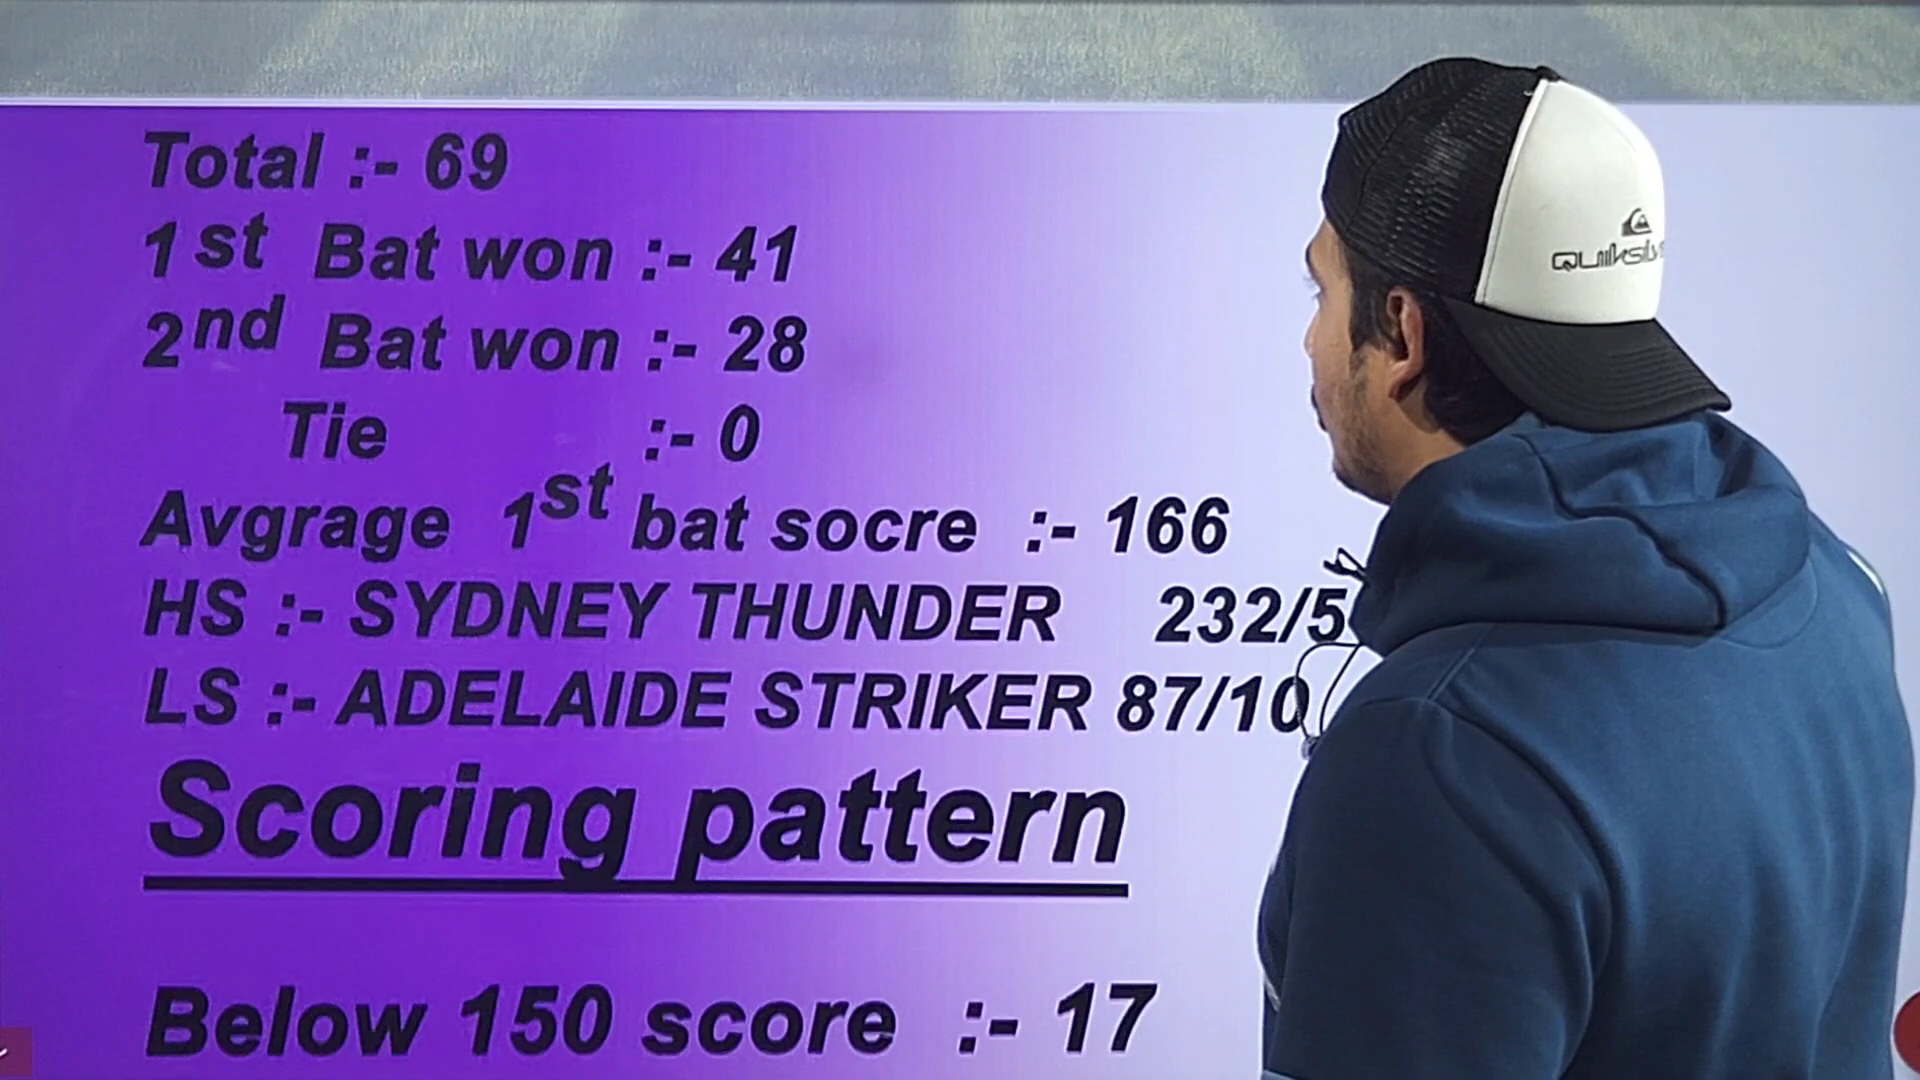 Total :- 69
1st Bat won :- 41
2nd Bat won :- 28
Tie :- 0
Avgrage 1st bat socre :- 166
HS :- SYDNEY THUNDER 232/5
LS :- ADELAIDE STRIKER 87/10
Scoring pattern
Below 150 score :- 17